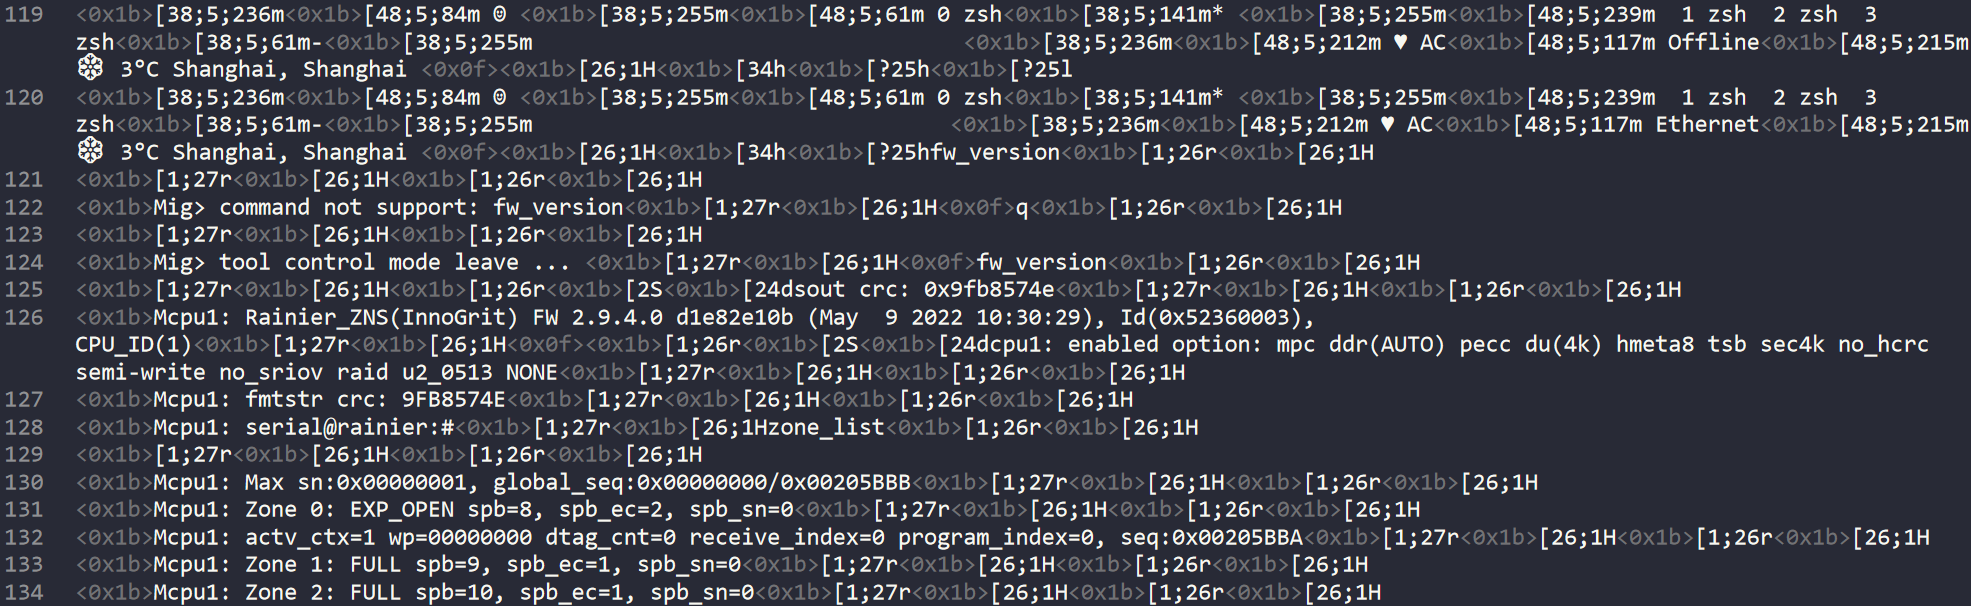 119 <0x1b>[38;5;236m<0x1b>[48;5;84m ☺ <0x1b>[38;5;255m<0x1b>[48;5;61m 0 zsh<0x1b>[38;5;141m* <0x1b>[38;5;255m<0x1b>[48;5;239m  1 zsh  2 zsh  3
zsh<0x1b>[38;5;61m-<0x1b>[38;5;255m                                 <0x1b>[38;5;236m<0x1b>[48;5;212m ♥ AC<0x1b>[48;5;117m Offline<0x1b>[48;5;215m
❄ 3°C Shanghai, Shanghai <0x0f><0x1b>[26;1H<0x1b>[34h<0x1b>[?25h<0x1b>[?25l
120 <0x1b>[38;5;236m<0x1b>[48;5;84m ☺ <0x1b>[38;5;255m<0x1b>[48;5;61m 0 zsh<0x1b>[38;5;141m* <0x1b>[38;5;255m<0x1b>[48;5;239m  1 zsh  2 zsh  3
zsh<0x1b>[38;5;61m-<0x1b>[38;5;255m                                <0x1b>[38;5;236m<0x1b>[48;5;212m ♥ AC<0x1b>[48;5;117m Ethernet<0x1b>[48;5;215m
❄ 3°C Shanghai, Shanghai <0x0f><0x1b>[26;1H<0x1b>[34h<0x1b>[?25hfw_version<0x1b>[1;26r<0x1b>[26;1H
121 <0x1b>[1;27r<0x1b>[26;1H<0x1b>[1;26r<0x1b>[26;1H
122 <0x1b>Mig> command not support: fw_version<0x1b>[1;27r<0x1b>[26;1H<0x0f>q<0x1b>[1;26r<0x1b>[26;1H
123 <0x1b>[1;27r<0x1b>[26;1H<0x1b>[1;26r<0x1b>[26;1H
124 <0x1b>Mig> tool control mode leave ... <0x1b>[1;27r<0x1b>[26;1H<0x0f>fw_version<0x1b>[1;26r<0x1b>[26;1H
125 <0x1b>[1;27r<0x1b>[26;1H<0x1b>[1;26r<0x1b>[2S<0x1b>[24dsout crc: 0x9fb8574e<0x1b>[1;27r<0x1b>[26;1H<0x1b>[1;26r<0x1b>[26;1H
126 <0x1b>Mcpu1: Rainier_ZNS(InnoGrit) FW 2.9.4.0 d1e82e10b (May  9 2022 10:30:29), Id(0x52360003),
CPU_ID(1)<0x1b>[1;27r<0x1b>[26;1H<0x0f><0x1b>[1;26r<0x1b>[2S<0x1b>[24dcpu1: enabled option: mpc ddr(AUTO) pecc du(4k) hmeta8 tsb sec4k no_hcrc
semi-write no_sriov raid u2_0513 NONE<0x1b>[1;27r<0x1b>[26;1H<0x1b>[1;26r<0x1b>[26;1H
127 <0x1b>Mcpu1: fmtstr crc: 9FB8574E<0x1b>[1;27r<0x1b>[26;1H<0x1b>[1;26r<0x1b>[26;1H
128 <0x1b>Mcpu1: serial@rainier:#<0x1b>[1;27r<0x1b>[26;1Hzone_list<0x1b>[1;26r<0x1b>[26;1H
129 <0x1b>[1;27r<0x1b>[26;1H<0x1b>[1;26r<0x1b>[26;1H
130 <0x1b>Mcpu1: Max sn:0x00000001, global_seq:0x00000000/0x00205BBB<0x1b>[1;27r<0x1b>[26;1H<0x1b>[1;26r<0x1b>[26;1H
131 <0x1b>Mcpu1: Zone 0: EXP_OPEN spb=8, spb_ec=2, spb_sn=0<0x1b>[1;27r<0x1b>[26;1H<0x1b>[1;26r<0x1b>[26;1H
132 <0x1b>Mcpu1: actv_ctx=1 wp=00000000 dtag_cnt=0 receive_index=0 program_index=0, seq:0x00205BBA<0x1b>[1;27r<0x1b>[26;1H<0x1b>[1;26r<0x1b>[26;1H
133 <0x1b>Mcpu1: Zone 1: FULL spb=9, spb_ec=1, spb_sn=0<0x1b>[1;27r<0x1b>[26;1H<0x1b>[1;26r<0x1b>[26;1H
134 <0x1b>Mcpu1: Zone 2: FULL spb=10, spb_ec=1, spb_sn=0<0x1b>[1;27r<0x1b>[26;1H<0x1b>[1;26r<0x1b>[26;1H